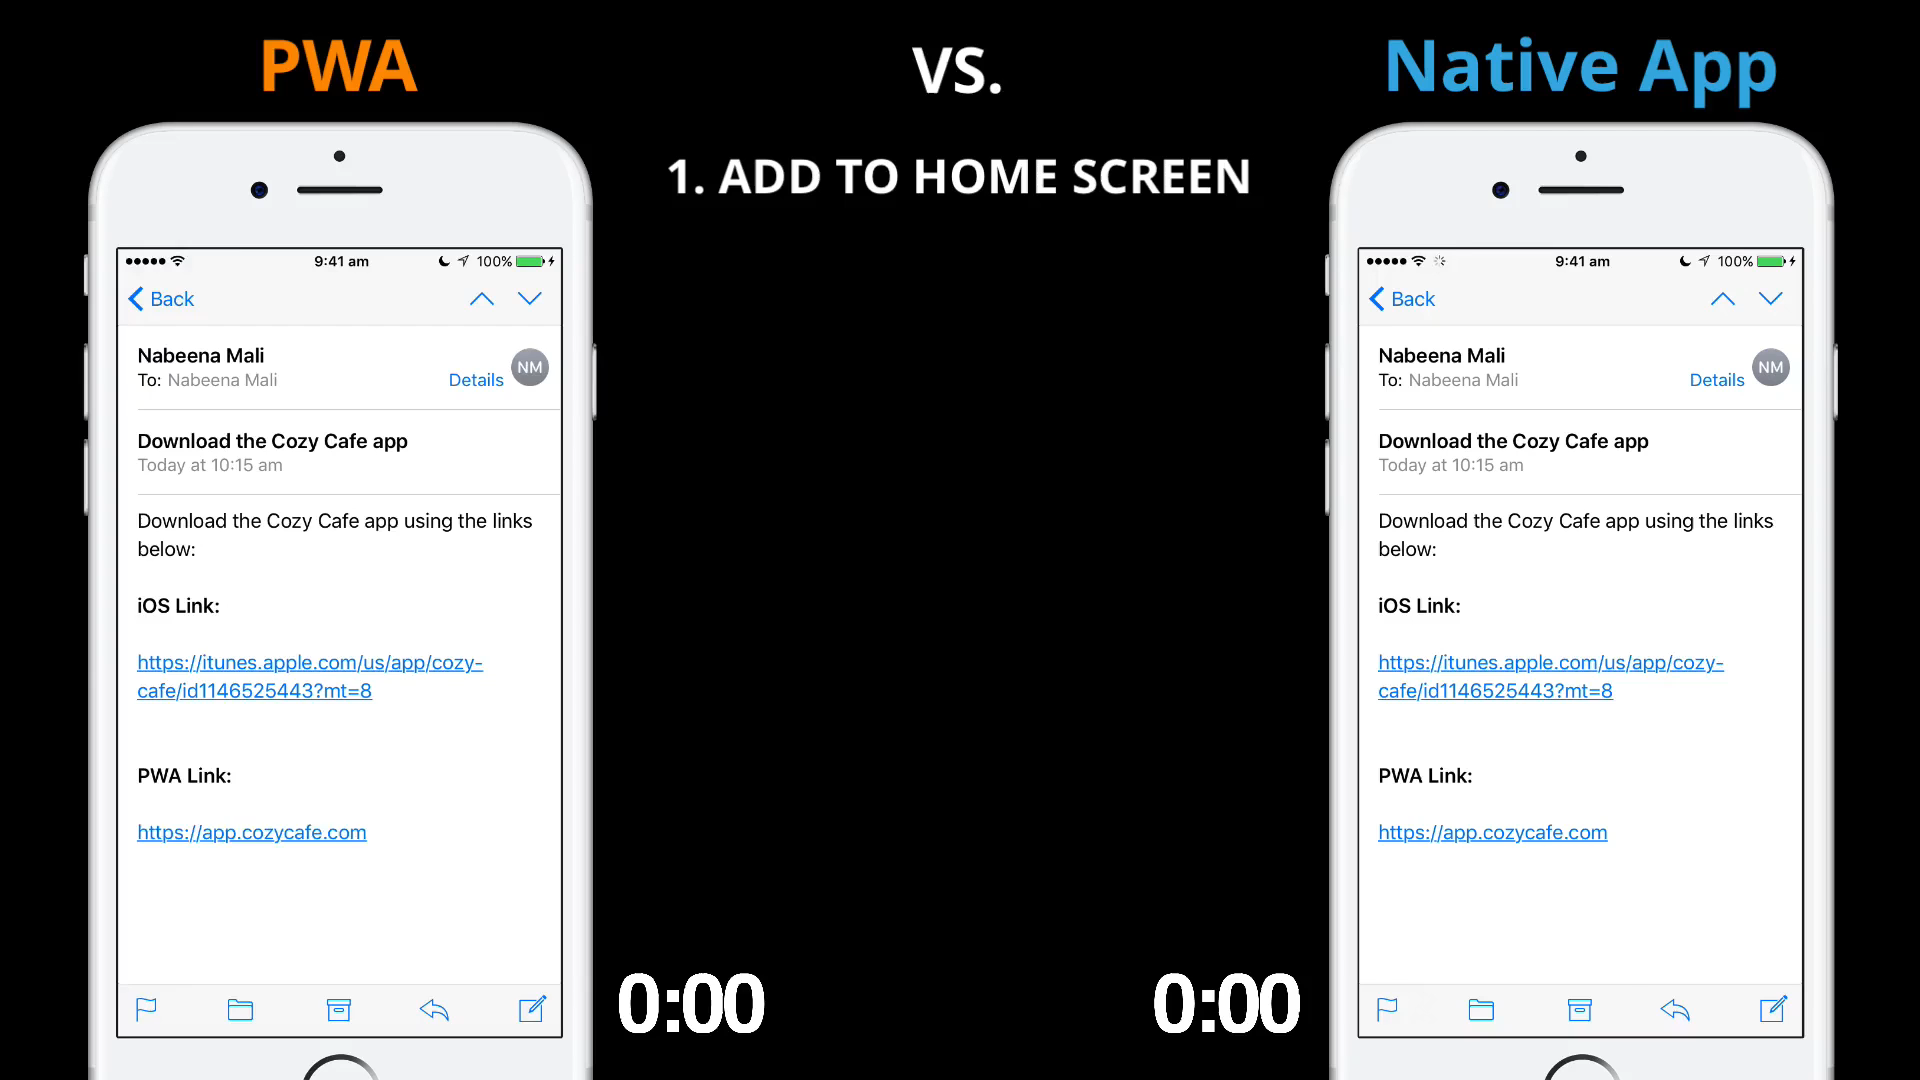 PWA
VS.
Native App
1. ADD TO HOME SCREEN
9:41 am
100%
Back
Nabeena Mali
To: Nabeena Mali
Details
NM
Download the Cozy Cafe app
Today at 10:15 am
Download the Cozy Cafe app using the links
below:
iOS Link:
https://itunes.apple.com/us/app/cozy-
cafe/id1146525443?mt=8
PWA Link:
https://app.cozycafe.com
0:00
9:41 am
100%
Back
Nabeena Mali
To: Nabeena Mali
Details
NM
Download the Cozy Cafe app
Today at 10:15 am
Download the Cozy Cafe app using the links
below:
iOS Link:
https://itunes.apple.com/us/app/cozy-
cafe/id1146525443?mt=8
PWA Link:
https://app.cozycafe.com
0:00